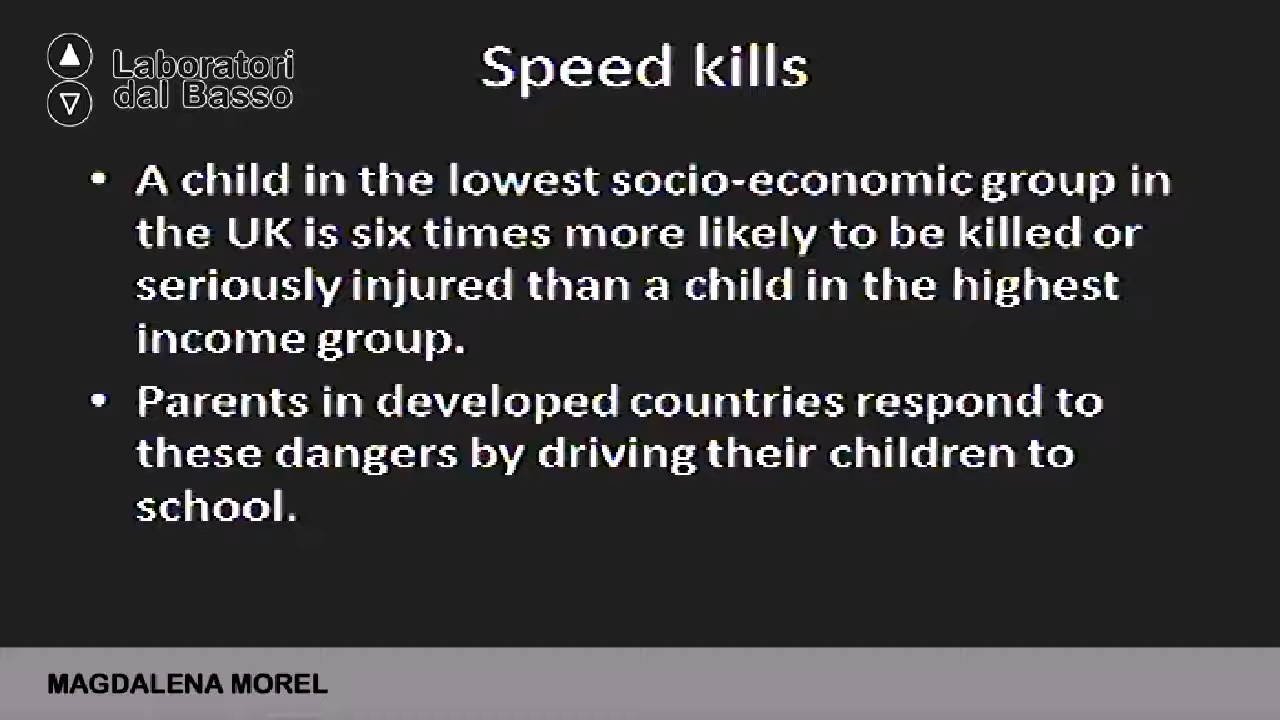 Laboratori
dal Basso
Speed kills
• A child in the lowest socio-economic group in
the UK is six times more likely to be killed or
seriously injured than a child in the highest
income group.
• Parents in developed countries respond to
these dangers by driving their children to
school.
MAGDALENA MOREL